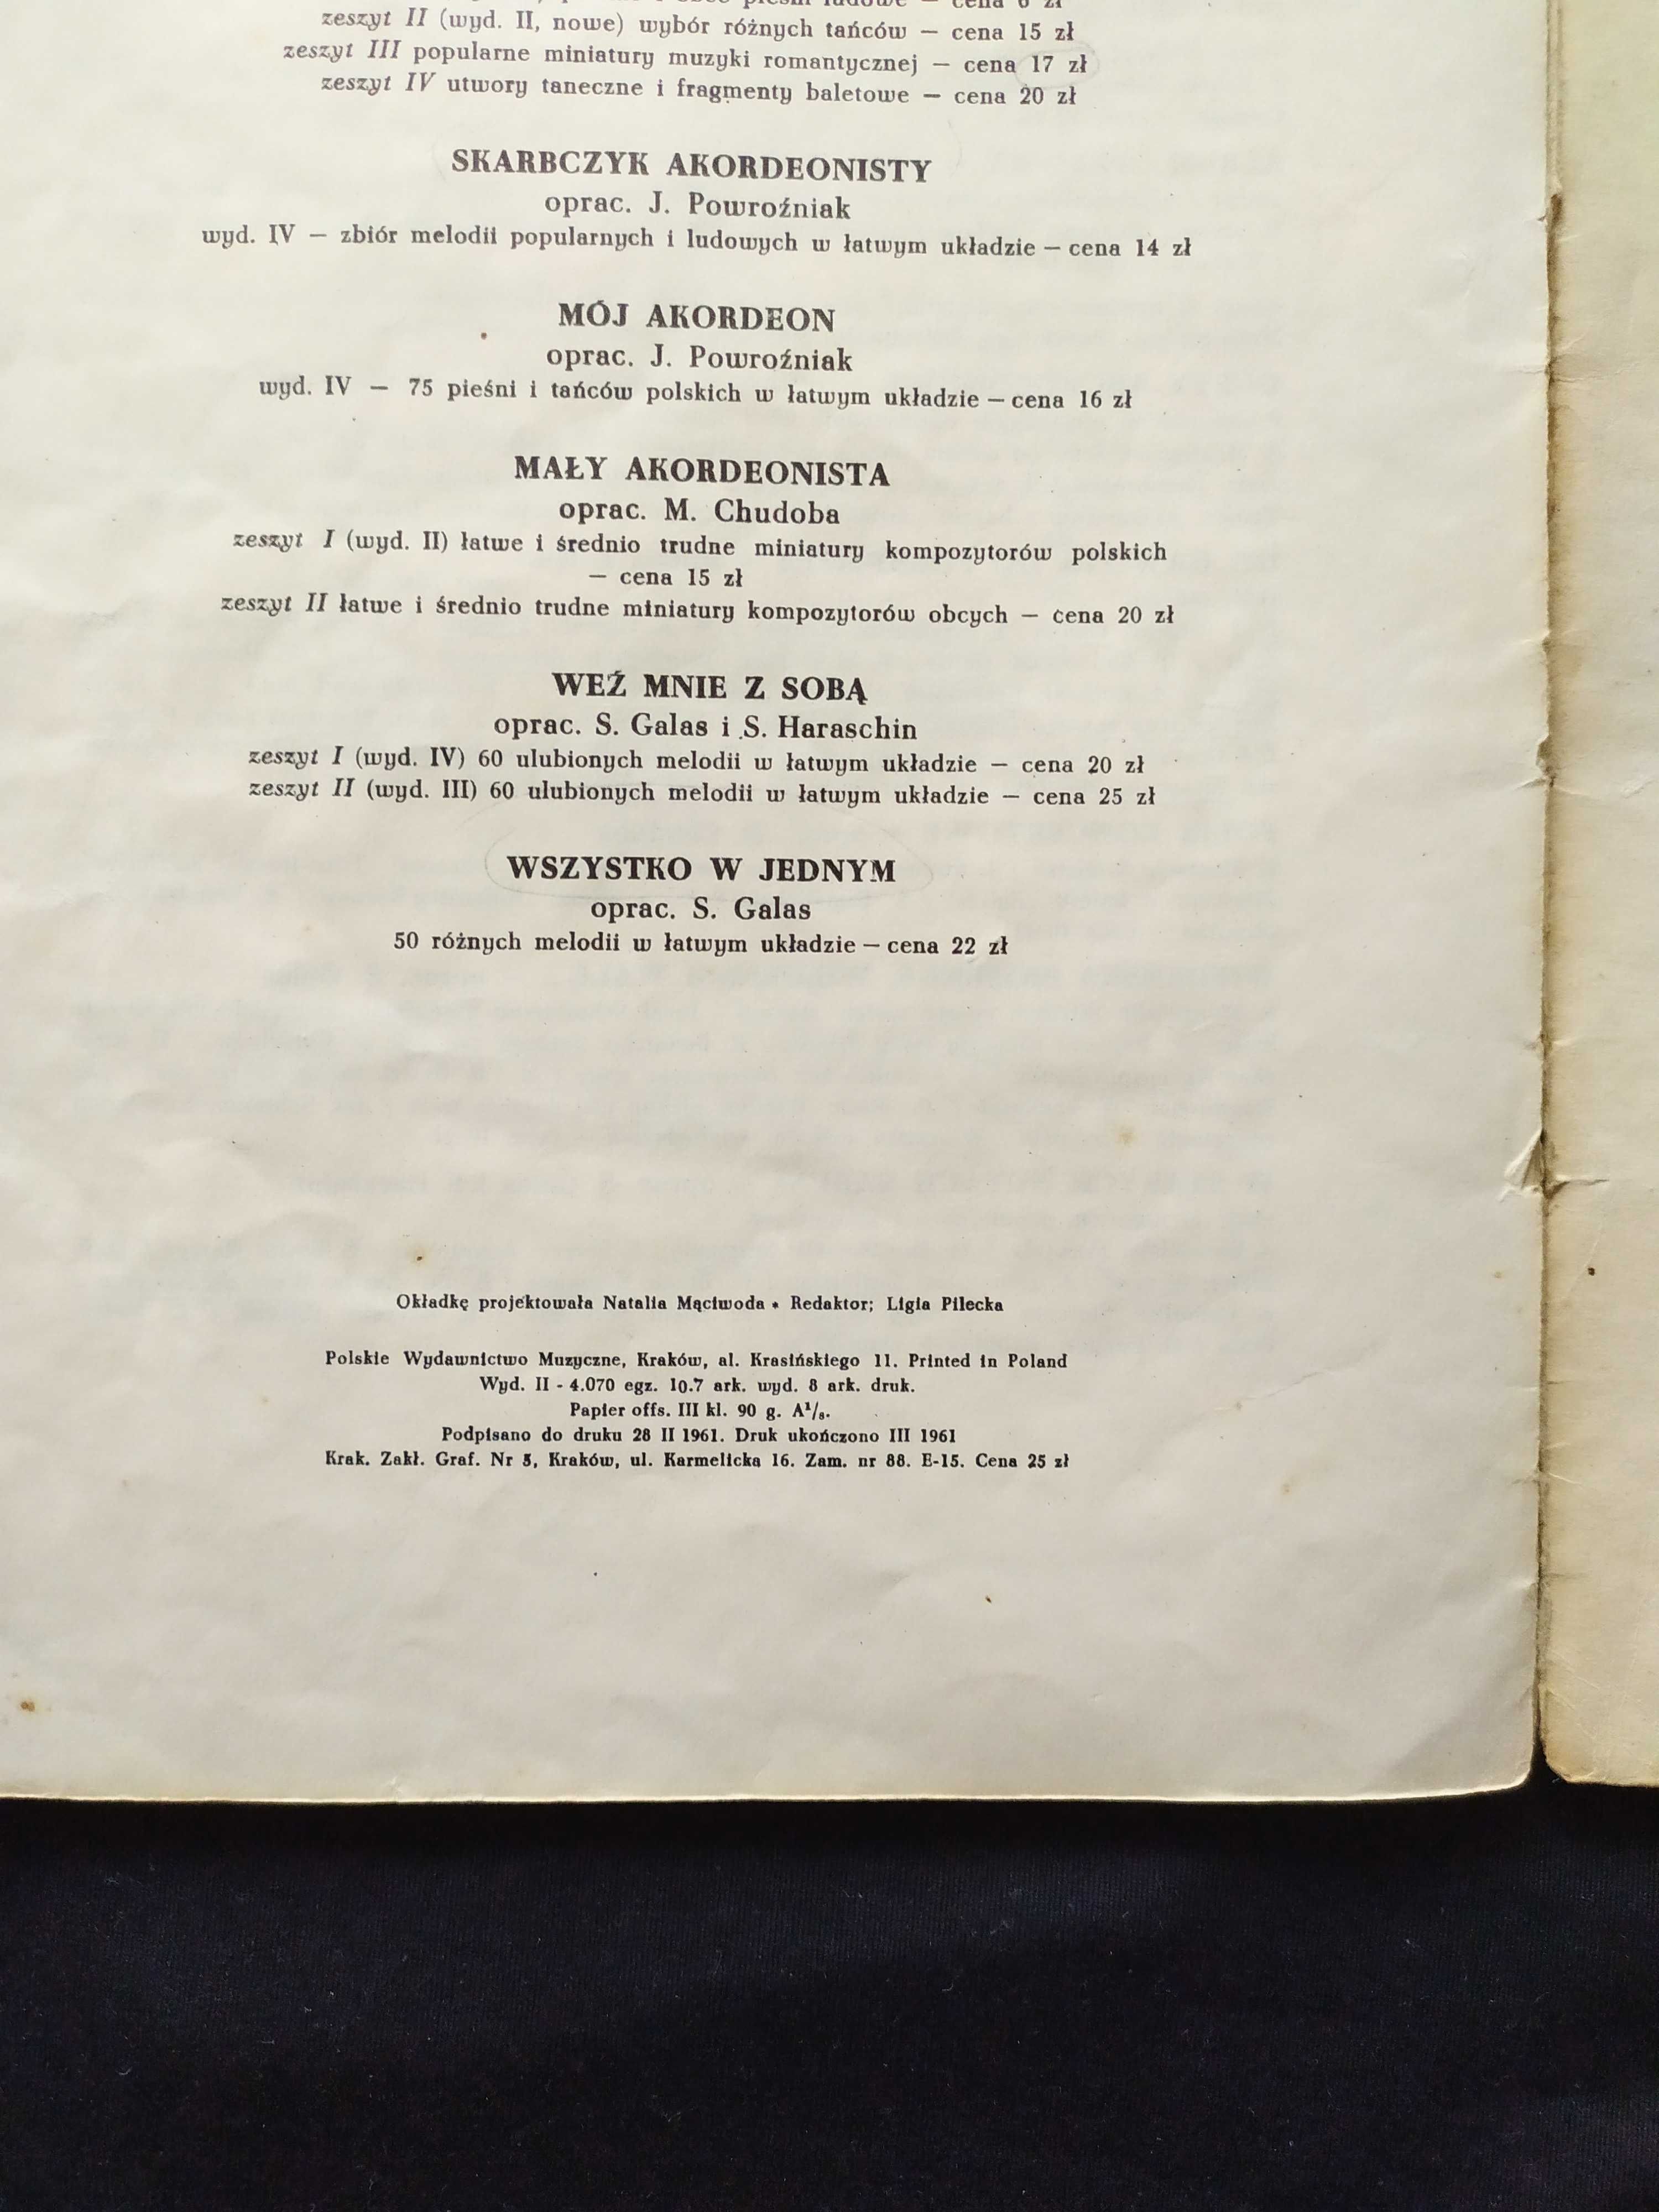 zeszyt II (wyd. II, nowe) wybór różnych tańców — cena 15 zł
zeszyt III popularne miniatury muzyki romantycznej — cena 17 zł
zeszyt IV utwory taneczne i fragmenty baletowe — cena 20 zł
SKARBCZYK AKORDEONISTY
oprac. J. Powroźniak
wyd. IV — zbiór melodii popularnych i ludowych w łatwym układzie — cena 14 zł
MÓJ AKORDEON
oprac. J. Powroźniak
wyd. IV — 75 pieśni i tańców polskich w łatwym układzie — cena 16 zł
MAŁY AKORDEONISTA
oprac. M. Chudoba
zeszyt I (wyd. II) łatwe i średnio trudne miniatury kompozytorów polskich
— cena 15 zł
zeszyt II łatwe i średnio trudne miniatury kompozytorów obcych — cena 20 zł
WEŹ MNIE Z SOBĄ
oprac. S. Galas i S. Haraschin
zeszyt I (wyd. IV) 60 ulubionych melodii w łatwym układzie — cena 20 zł
zeszyt II (wyd. III) 60 ulubionych melodii w łatwym układzie — cena 25 zł
WSZYSTKO W JEDNYM
oprac. S. Galas
50 różnych melodii w łatwym układzie — cena 22 zł
Okładkę projektowała Natalia Mąciwoda * Redaktor; Ligia Pilecka
Polskie Wydawnictwo Muzyczne, Kraków, al. Krasińskiego 11. Printed in Poland
Wyd. II - 4.070 egz. 10.7 ark. wyd. 8 ark. druk.
Papier offs. III kl. 90 g. A¹/₈.
Podpisano do druku 28 II 1961. Druk ukończono III 1961
Krak. Zakł. Graf. Nr 5, Kraków, ul. Karmelicka 16. Zam. nr 88. E-15. Cena 25 zł